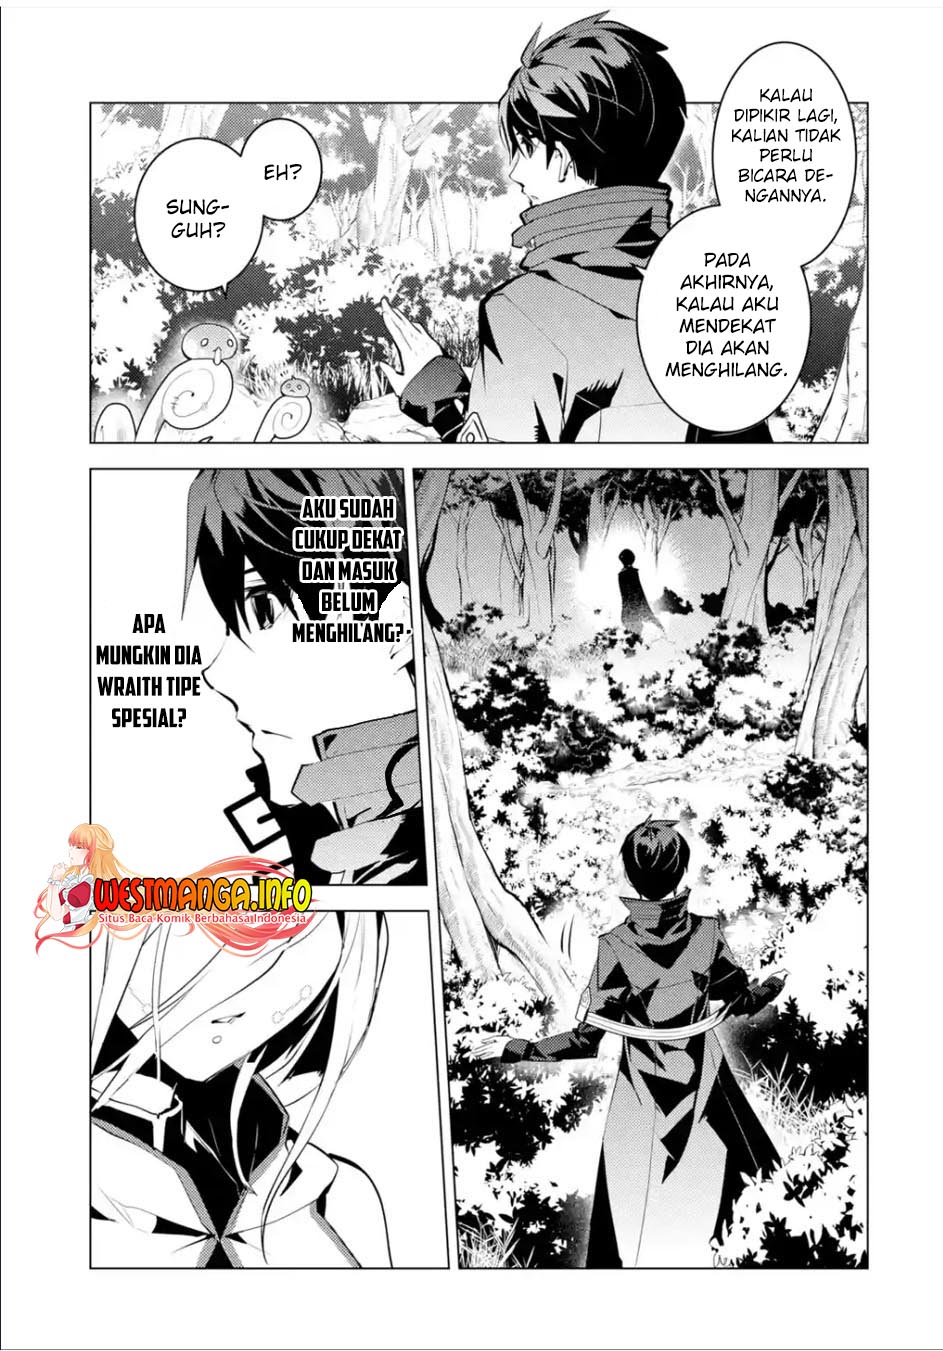 KALAU
DIPIKIR LAGI,
KALIAN TIDAK
PERLU
BICARA DE-
NGANNYA.
PADA
AKHIRNYA,
KALAU AKU
MENDEKAT
DIA AKAN
MENGHILANG.
EH?
SUNG-
GUH?
AKU SUDAH
CUKUP DEKAT
DAN MASUK
BELUM
MENGHILANG?
APA
MUNGKIN DIA
WRAITH TIPE
SPESIAL?
WESTMANGA.INFO
Situs Baca Komik Berbahasa Indonesia